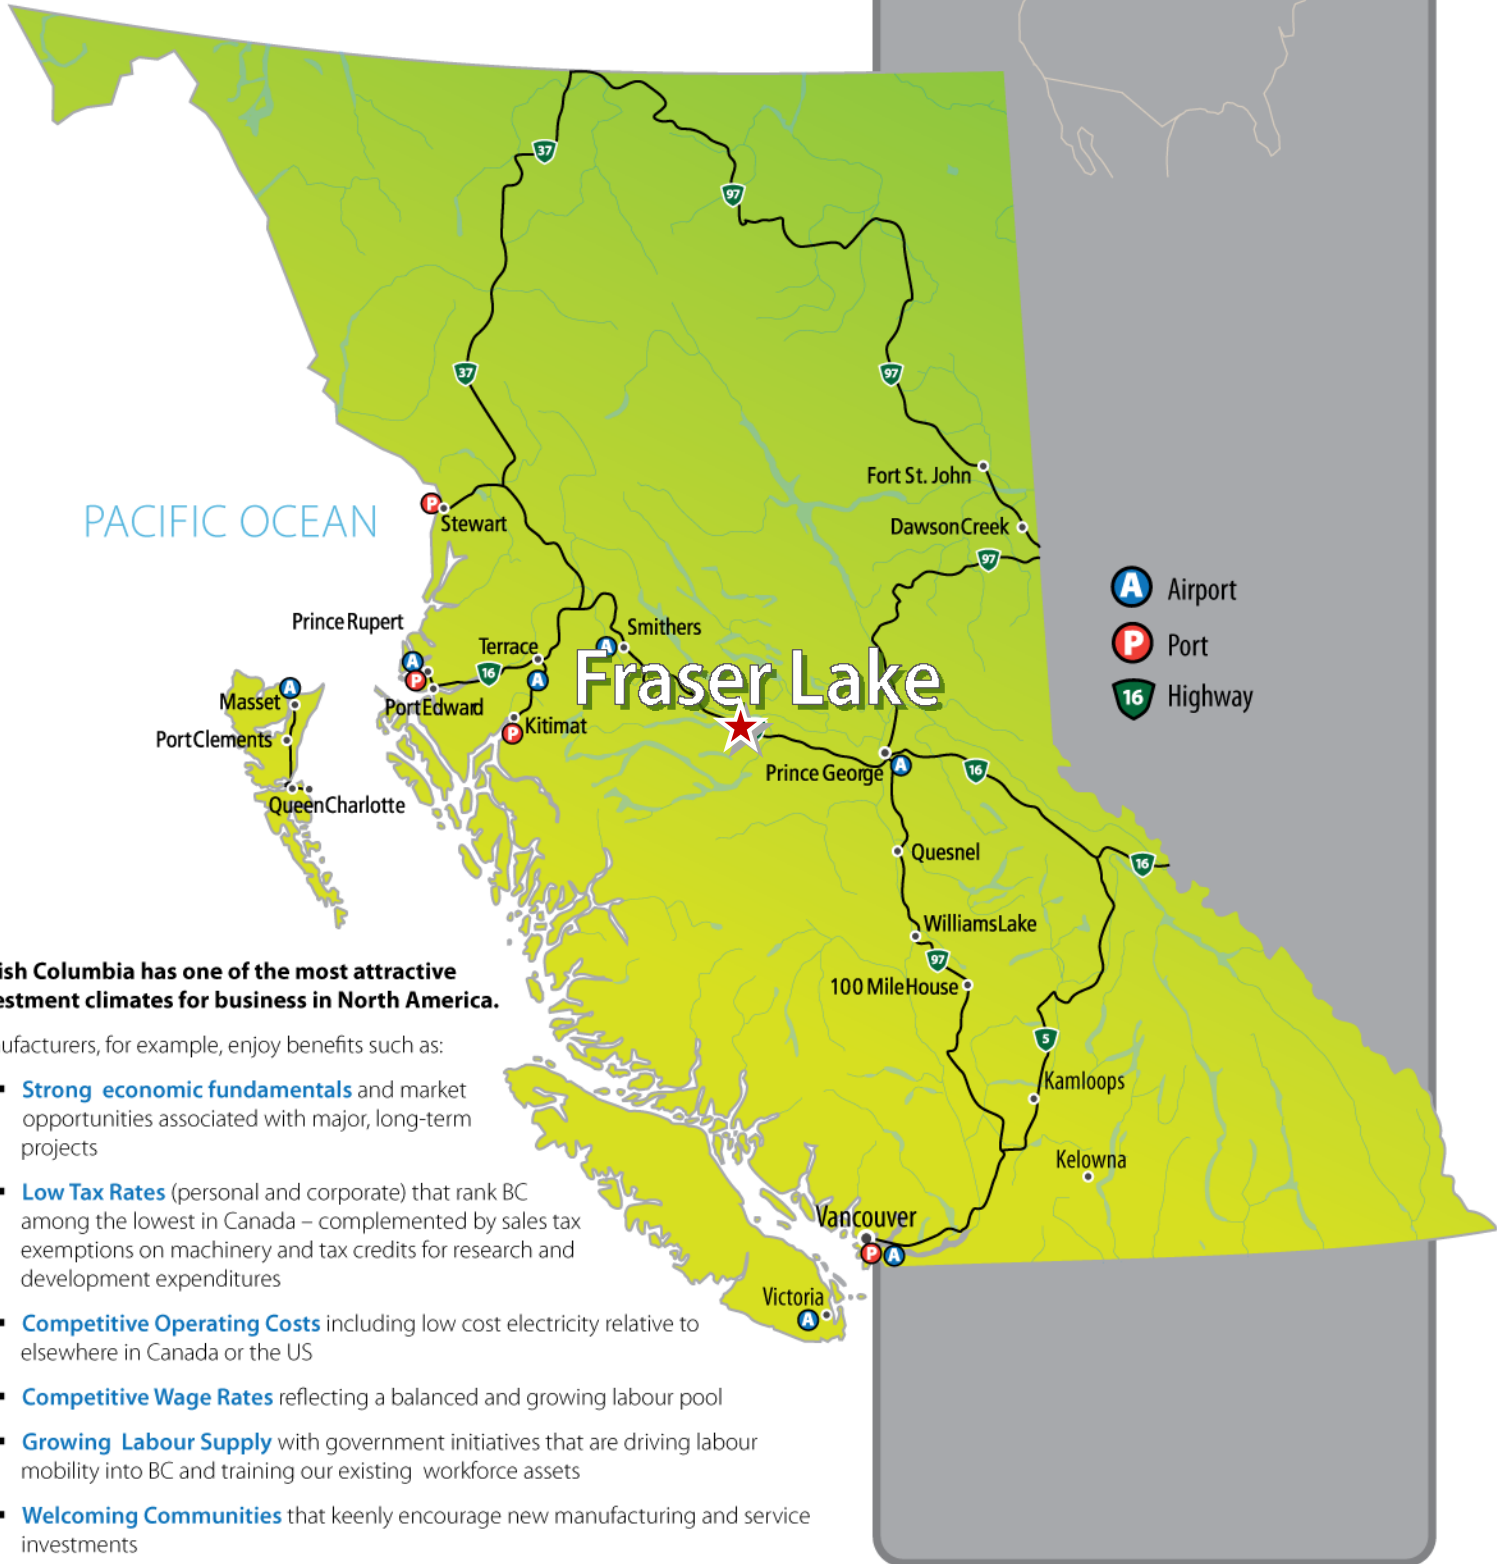 37
97
37
97
Fort St. John
PACIFIC OCEAN
P
Stewart
Dawson Creek
97
A Airport
Prince Rupert
Smithers
P Port
Terrace
A
A
16
Fraser Lake
P
A
16 Highway
A
Masset
Port Edward
Kitimat
P
Port Clements
Prince George
A
16
Queen Charlotte
Quesnel
16
Williams Lake
97
100 Mile House
5
Kamloops
Kelowna
Vancouver
P A
Victoria
A
ish Columbia has one of the most attractive
estment climates for business in North America.
ufacturers, for example, enjoy benefits such as:
▪ Strong economic fundamentals and market
opportunities associated with major, long-term
projects
▪ Low Tax Rates (personal and corporate) that rank BC
among the lowest in Canada – complemented by sales tax
exemptions on machinery and tax credits for research and
development expenditures
▪ Competitive Operating Costs including low cost electricity relative to
elsewhere in Canada or the US
▪ Competitive Wage Rates reflecting a balanced and growing labour pool
▪ Growing Labour Supply with government initiatives that are driving labour
mobility into BC and training our existing workforce assets
▪ Welcoming Communities that keenly encourage new manufacturing and service
investments